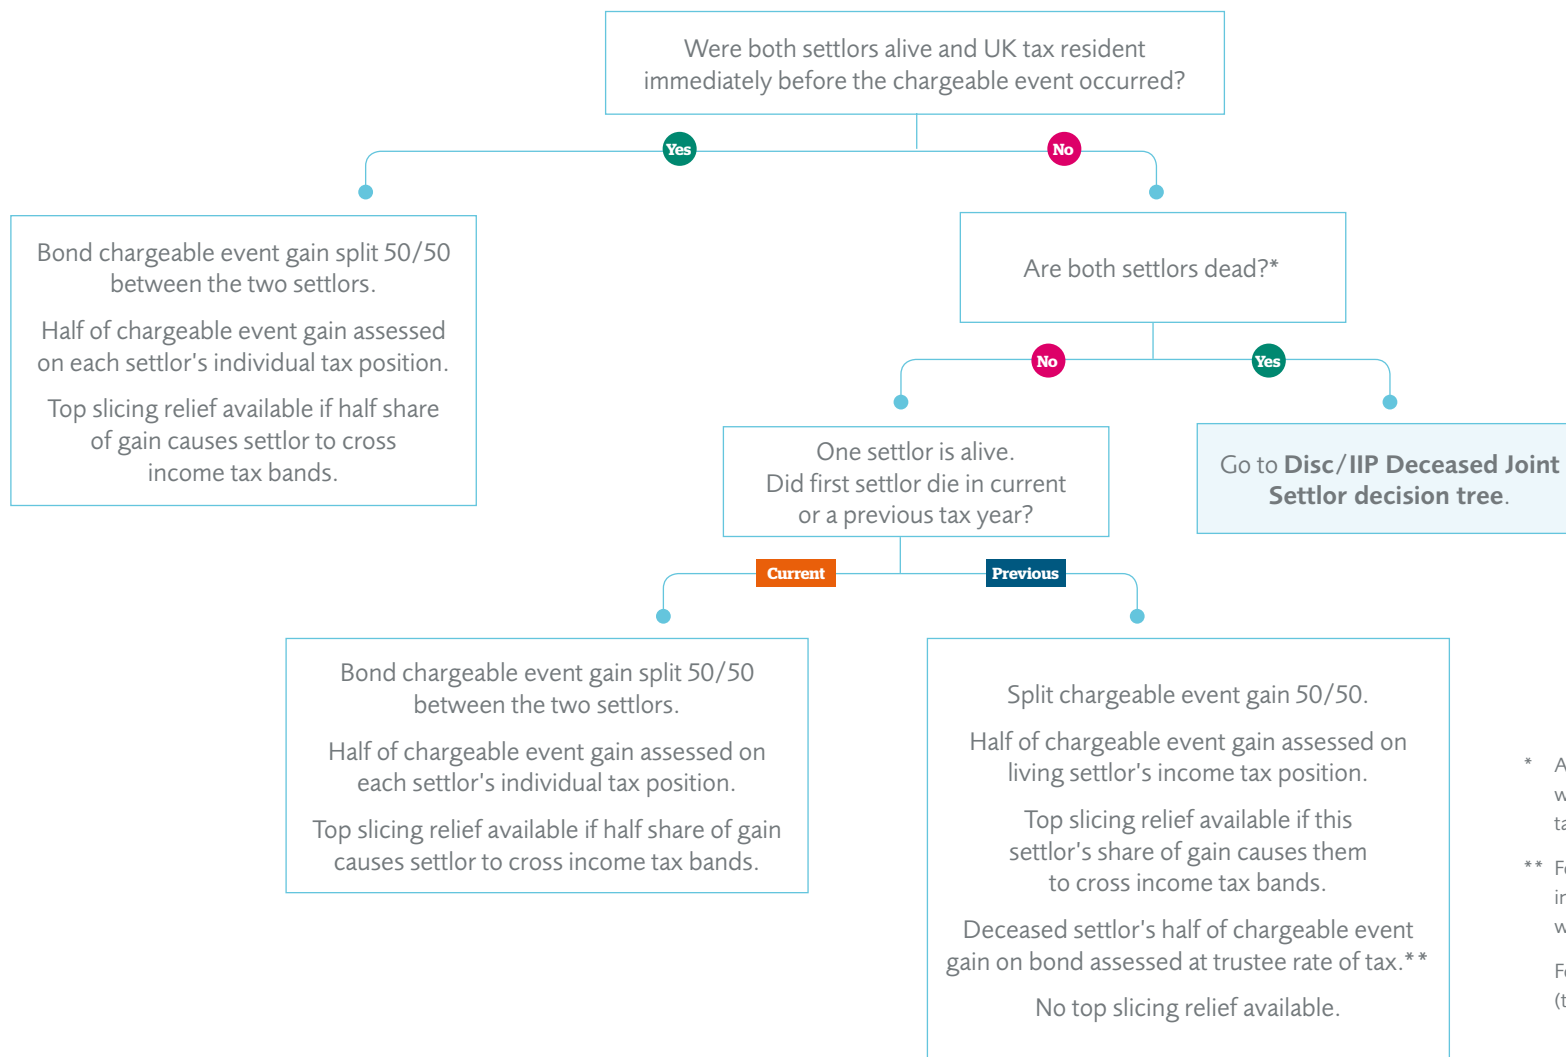 Were both settlors alive and UK tax resident
immediately before the chargeable event occurred?
Yes
No
Bond chargeable event gain split 50/50
between the two settlors.
Half of chargeable event gain assessed
on each settlor's individual tax position.
Top slicing relief available if half share
of gain causes settlor to cross
income tax bands.
Are both settlors dead?*
No
Yes
One settlor is alive.
Did first settlor die in current
or a previous tax year?
Go to Disc/IIP Deceased Joint
Settlor decision tree.
Current
Previous
Bond chargeable event gain split 50/50
between the two settlors.
Half of chargeable event gain assessed on
each settlor's individual tax position.
Top slicing relief available if half share of gain
causes settlor to cross income tax bands.
Split chargeable event gain 50/50.
Half of chargeable event gain assessed on
living settlor's income tax position.
Top slicing relief available if this
settlor's share of gain causes them
to cross income tax bands.
Deceased settlor's half of chargeable event
gain on bond assessed at trustee rate of tax.**
No top slicing relief available.
*
**